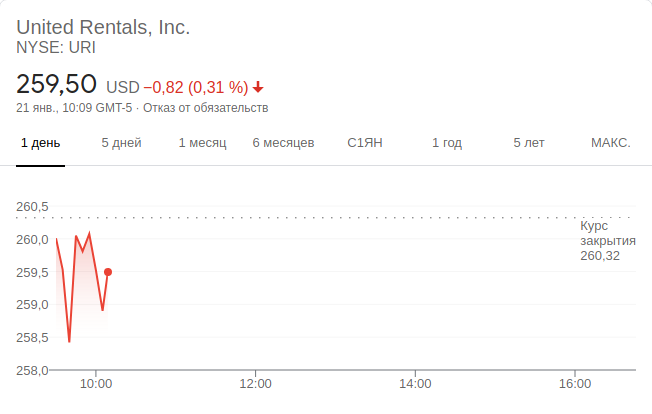 United Rentals, Inc.
NYSE: URI
259,50 USD −0,82 (0,31 %)
21 янв., 10:09 GMT-5 · Отказ от обязательств
1 день 5 дней 1 месяц 6 месяцев С1ЯН 1 год 5 лет МАКС.
260,5
Курс
260,0
закрытия
260,32
259,5
259,0
258,5
258,0
10:00 12:00 14:00 16:00